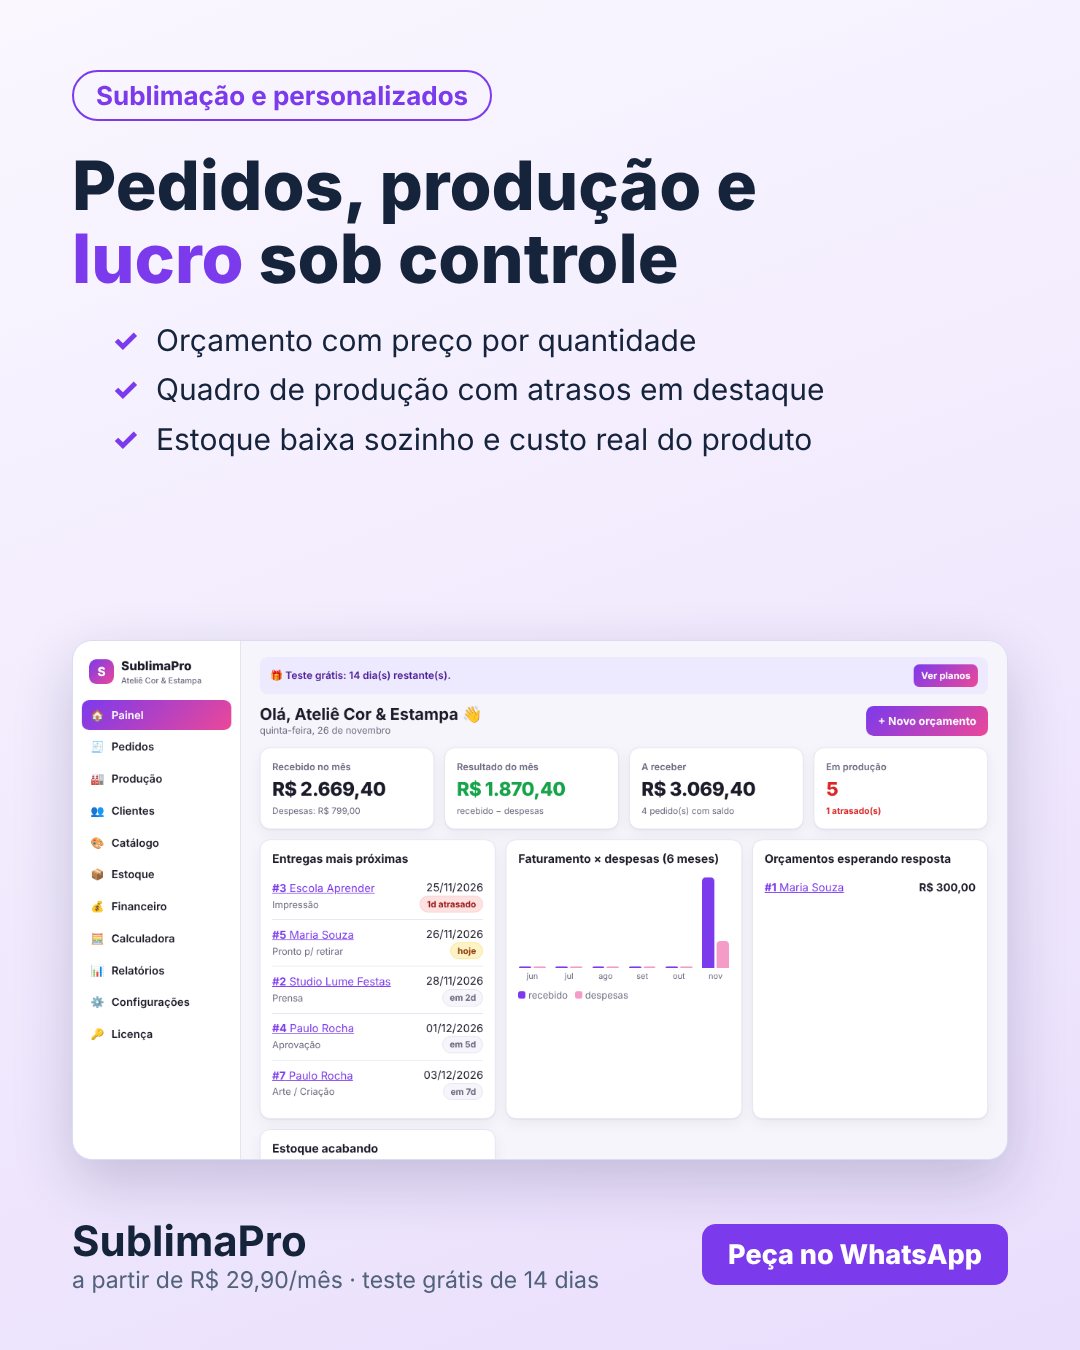 Sublimação e personalizados
Pedidos, produção e
lucro sob controle
Orçamento com preço por quantidade
Quadro de produção com atrasos em destaque
Estoque baixa sozinho e custo real do produto
S
SublimaPro
Ateliê Cor & Estampa
Painel
Pedidos
Produção
Clientes
Catálogo
Estoque
Financeiro
Calculadora
Relatórios
Configurações
Licença
Teste grátis: 14 dia(s) restante(s).
Ver planos
Olá, Ateliê Cor & Estampa 👋
quinta-feira, 26 de novembro
+ Novo orçamento
Recebido no mês
R$ 2.669,40
Despesas: R$ 799,00
Resultado do mês
R$ 1.870,40
recebido − despesas
A receber
R$ 3.069,40
4 pedido(s) com saldo
Em produção
5
1 atrasado(s)
Entregas mais próximas
#3 Escola Aprender 25/11/2026
Impressão 1d atrasado
#5 Maria Souza 26/11/2026
Pronto p/ retirar hoje
#2 Studio Lume Festas 28/11/2026
Prensa em 2d
#4 Paulo Rocha 01/12/2026
Aprovação em 5d
#7 Paulo Rocha 03/12/2026
Arte / Criação em 7d
Faturamento × despesas (6 meses)
jun jul ago set out nov
recebido despesas
Orçamentos esperando resposta
#1 Maria Souza R$ 300,00
Estoque acabando
SublimaPro
a partir de R$ 29,90/mês · teste grátis de 14 dias
Peça no WhatsApp